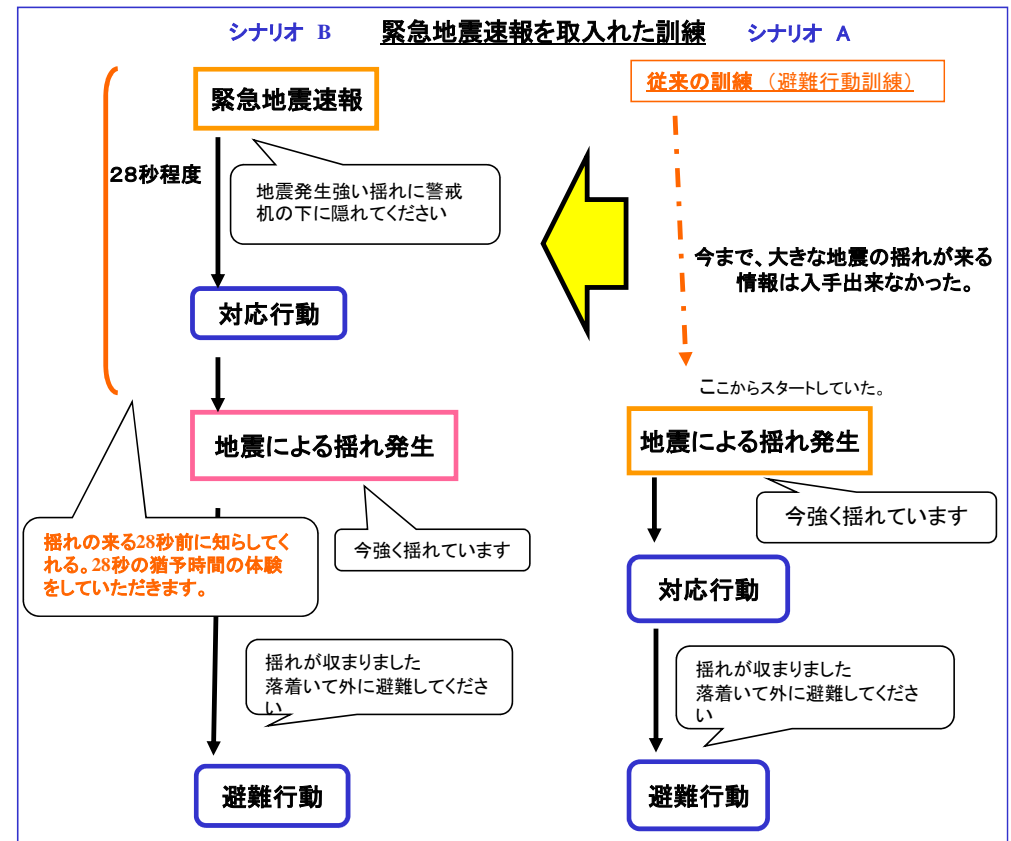 シナリオ B
緊急地震速報を取入れた訓練
シナリオ A
緊急地震速報
28秒程度
地震発生強い揺れに警戒
机の下に隠れてください
対応行動
地震による揺れ発生
揺れの来る28秒前に知らしてく
れる。28秒の猶予時間の体験
をしていただきます。
今強く揺れています
揺れが収まりました
落着いて外に避難してくださ
い
避難行動
従来の訓練（避難行動訓練）
今まで、大きな地震の揺れが来る
情報は入手出来なかった。
ここからスタートしていた。
地震による揺れ発生
今強く揺れています
対応行動
揺れが収まりました
落着いて外に避難してくださ
い
避難行動